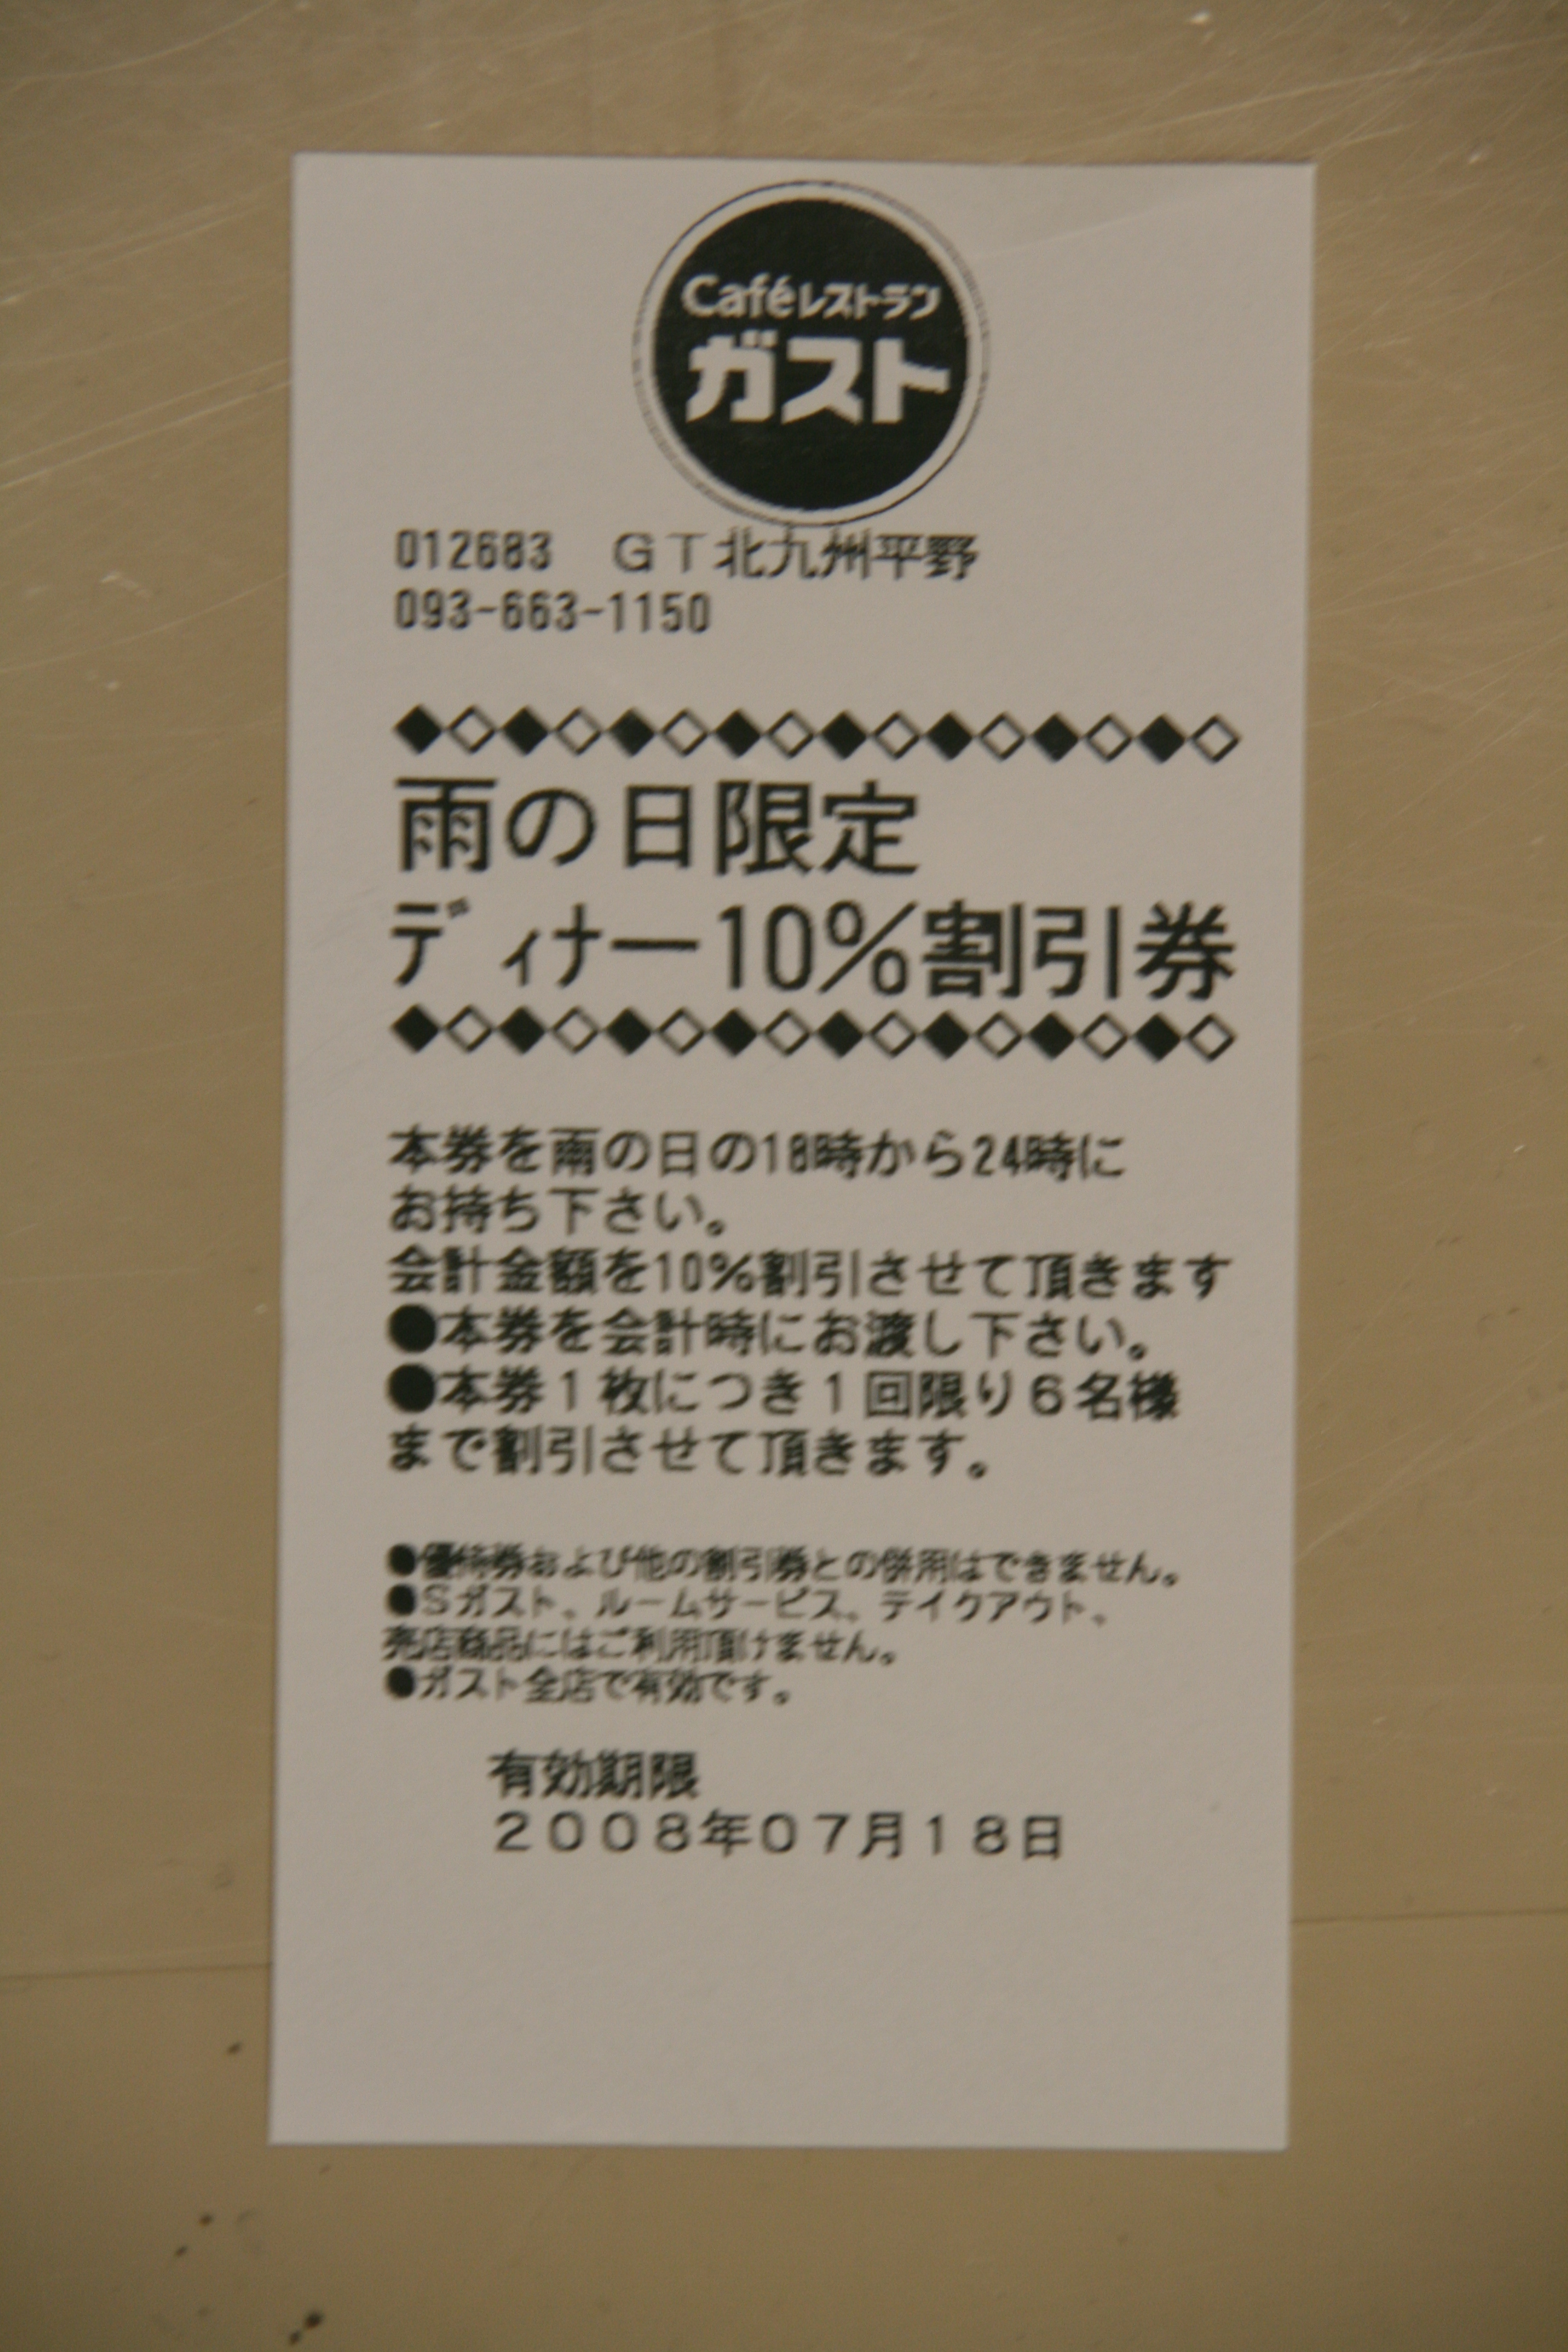 Caféレストラン
ガスト
012683　ＧＴ北九州平野
093-663-1150
◆◇◆◇◆◇◆◇◆◇◆◇◆◇◆◇
雨の日限定
ディナー10%割引券
◆◇◆◇◆◇◆◇◆◇◆◇◆◇◆◇
本券を雨の日の18時から24時に
お持ち下さい。
会計金額を10%割引させて頂きます
●本券を会計時にお渡し下さい。
●本券１枚につき１回限り６名様
まで割引させて頂きます。
●優待券および他の割引券との併用はできません。
●Ｓガスト、ルームサービス、テイクアウト、
売店商品にはご利用頂けません。
●ガスト全店で有効です。
有効期限
２００８年０７月１８日